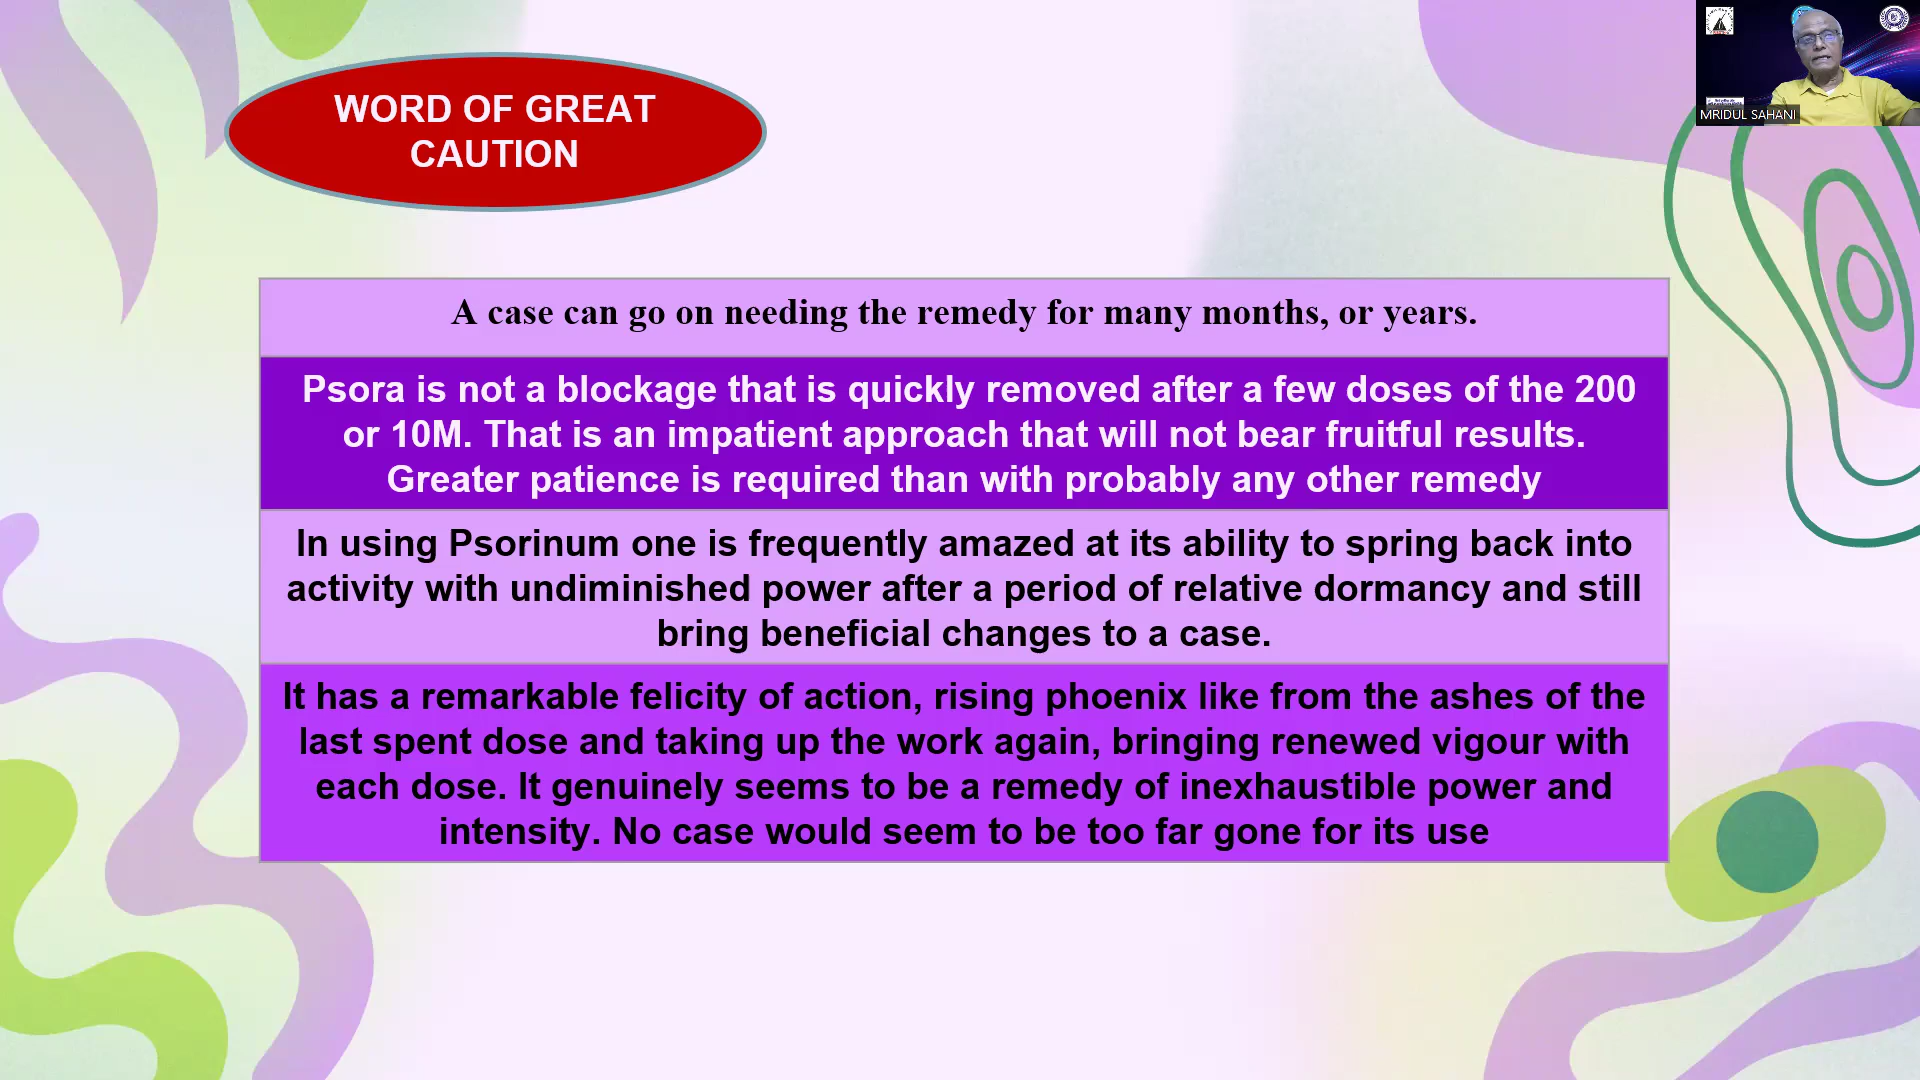 WORD OF GREAT
CAUTION
MRIDUL SAHANI
A case can go on needing the remedy for many months, or years.
Psora is not a blockage that is quickly removed after a few doses of the 200
or 10M. That is an impatient approach that will not bear fruitful results.
Greater patience is required than with probably any other remedy
In using Psorinum one is frequently amazed at its ability to spring back into
activity with undiminished power after a period of relative dormancy and still
bring beneficial changes to a case.
It has a remarkable felicity of action, rising phoenix like from the ashes of the
last spent dose and taking up the work again, bringing renewed vigour with
each dose. It genuinely seems to be a remedy of inexhaustible power and
intensity. No case would seem to be too far gone for its use